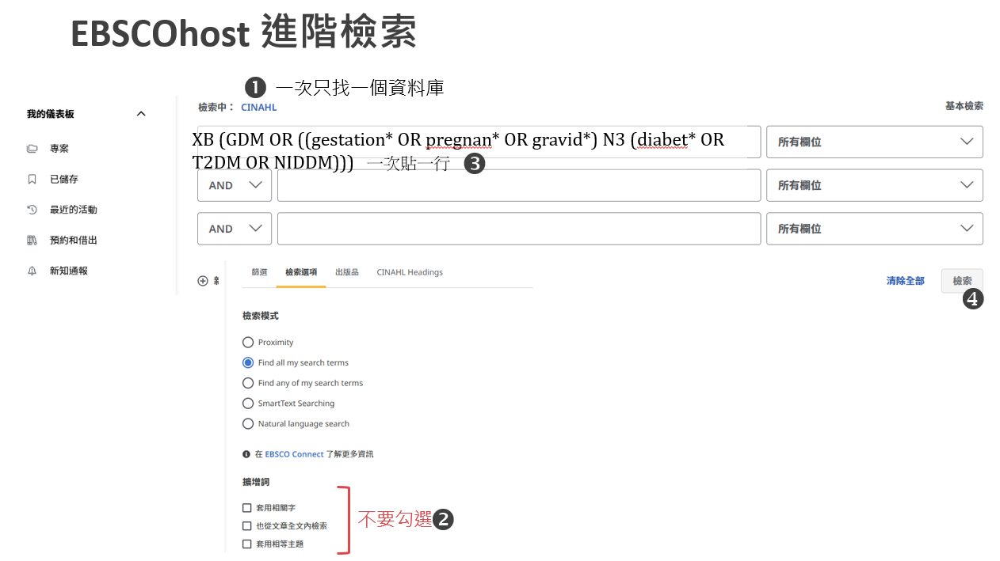 EBSCOhost 進階檢索
❶ 一次只找一個資料庫
我的儀表板
專案
已儲存
最近的活動
預約和借出
新知通報
檢索中： CINAHL
基本檢索
XB (GDM OR ((gestation* OR pregnan* OR gravid*) N3 (diabet* OR
T2DM OR NIDDM))) 一次貼一行 ❸
所有欄位
AND
所有欄位
AND
所有欄位
篩選 檢索選項 出版品 CINAHL Headings
清除全部 檢索
❹
檢索模式
Proximity
Find all my search terms
Find any of my search terms
SmartText Searching
Natural language search
在 EBSCO Connect 了解更多資訊
擴增詞
套用相關字
也從文章全文內檢索
套用相等主題
不要勾選❷